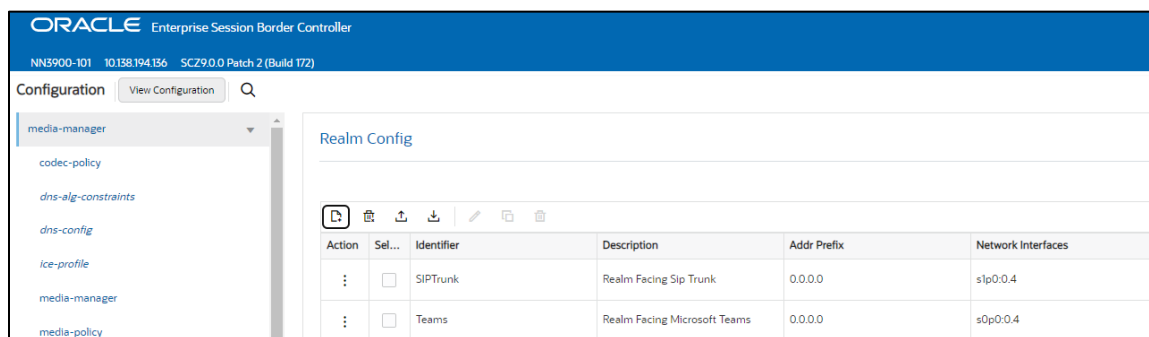 ORACLE Enterprise Session Border Controller
NN3900-101 10.138.194.136 SCZ9.0.0 Patch 2 (Build 172)
Configuration View Configuration
media-manager
codec-policy
dns-alg-constraints
dns-config
ice-profile
media-manager
media-policy
Realm Config
Action Sel... Identifier Description Addr Prefix Network Interfaces
SIPTrunk Realm Facing Sip Trunk 0.0.0.0 s1p0:0.4
Teams Realm Facing Microsoft Teams 0.0.0.0 s0p0:0.4